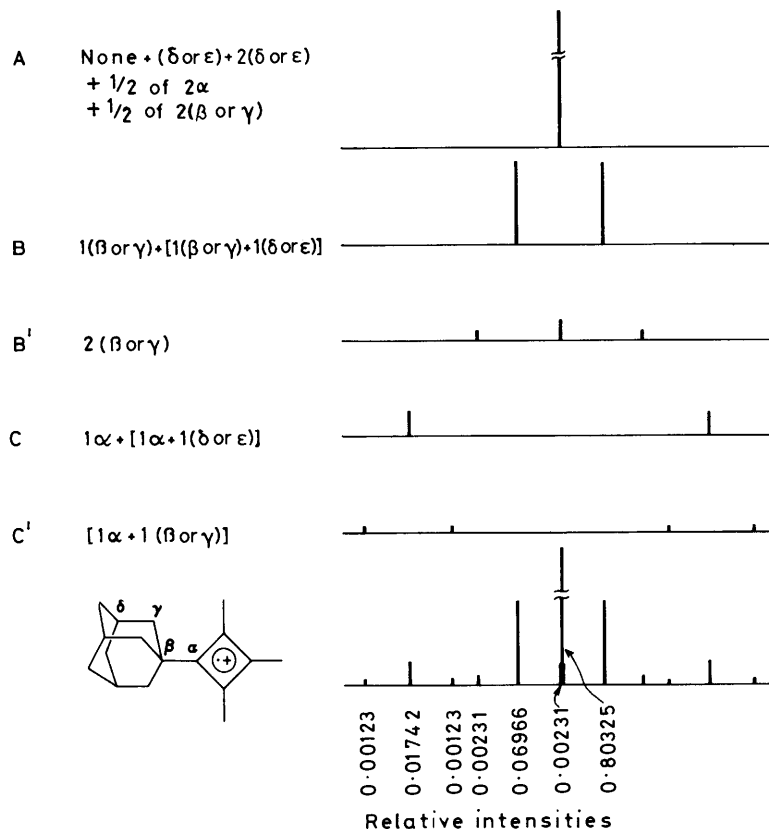 A None + (δ or ε) + 2(δ or ε)
+ 1/2 of 2α
+ 1/2 of 2(β or γ)
B 1(β or γ) + [1(β or γ) + 1(δ or ε)]
B' 2(β or γ)
C 1α + [1α + 1(δ or ε)]
C' [1α + 1(β or γ)]
δ γ
β α
·+
0·00123
0·01742
0·00123
0·00231
0·06966
0·00231
0·80325
Relative intensities